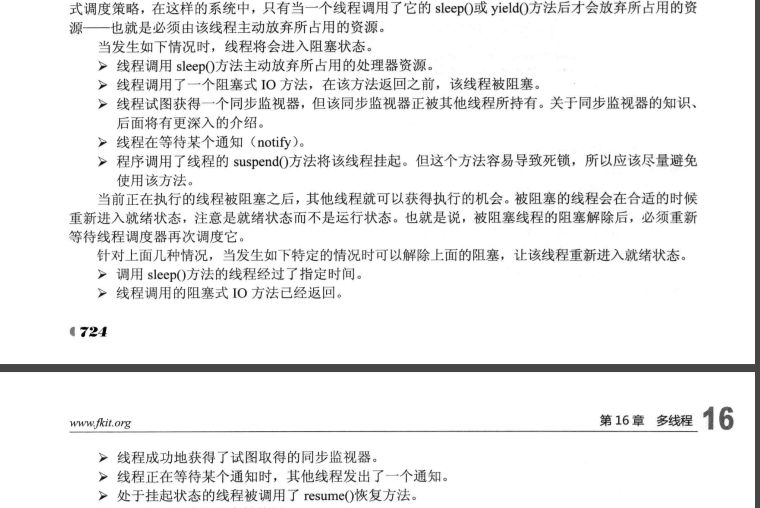 式调度策略，在这样的系统中，只有当一个线程调用了它的 sleep()或 yield()方法后才会放弃所占用的资
源——也就是必须由该线程主动放弃所占用的资源。
当发生如下情况时，线程将会进入阻塞状态。
➢ 线程调用 sleep()方法主动放弃所占用的处理器资源。
➢ 线程调用了一个阻塞式 IO 方法，在该方法返回之前，该线程被阻塞。
➢ 线程试图获得一个同步监视器，但该同步监视器正被其他线程所持有。关于同步监视器的知识、
后面将有更深入的介绍。
➢ 线程在等待某个通知（notify）。
➢ 程序调用了线程的 suspend()方法将该线程挂起。但这个方法容易导致死锁，所以应该尽量避免
使用该方法。
当前正在执行的线程被阻塞之后，其他线程就可以获得执行的机会。被阻塞的线程会在合适的时候
重新进入就绪状态，注意是就绪状态而不是运行状态。也就是说，被阻塞线程的阻塞解除后，必须重新
等待线程调度器再次调度它。
针对上面几种情况，当发生如下特定的情况时可以解除上面的阻塞，让该线程重新进入就绪状态。
➢ 调用 sleep()方法的线程经过了指定时间。
➢ 线程调用的阻塞式 IO 方法已经返回。
724
www.fkit.org
第 16 章 多线程 16
➢ 线程成功地获得了试图取得的同步监视器。
➢ 线程正在等待某个通知时，其他线程发出了一个通知。
➢ 处于挂起状态的线程被调用了 resume()恢复方法。